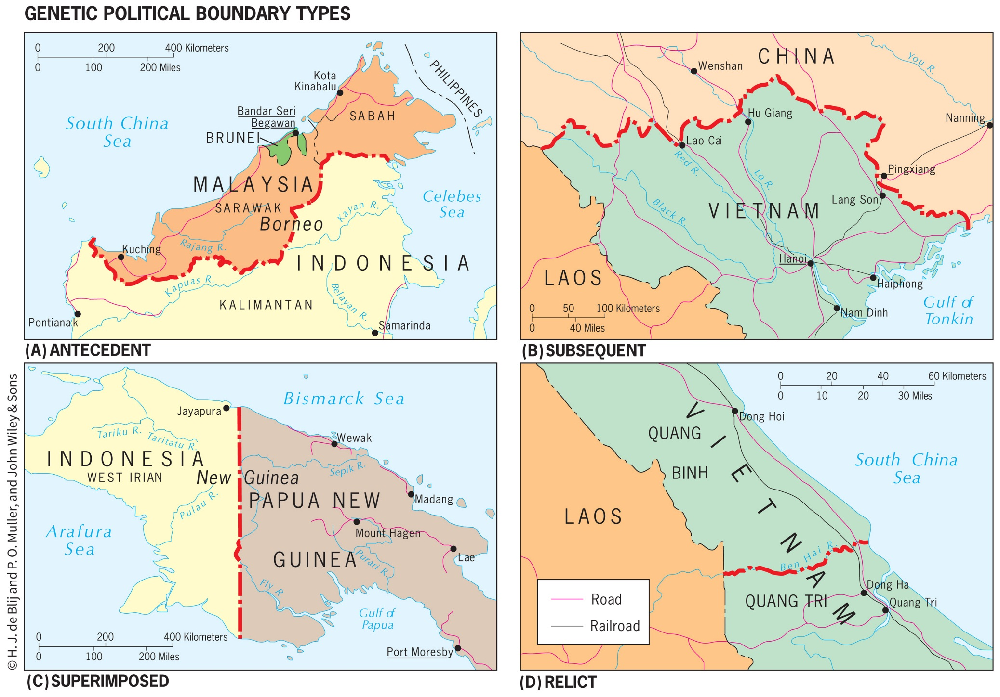 GENETIC POLITICAL BOUNDARY TYPES
0 200 400 Kilometers
0 100 200 Miles
PHILIPPINES
Kota
Kinabalu
SABAH
Bandar Seri
Begawan
BRUNEI
South China
Sea
MALAYSIA
SARAWAK
Borneo
Kayan R.
Celebes
Sea
Rajang R.
Kuching
INDONESIA
Kapuas R.
Belayan R.
KALIMANTAN
Pontianak
Samarinda
(A) ANTECEDENT
CHINA
You R.
Wenshan
Hu Giang
Nanning
Lao Cai
Red R.
Lo R.
Pingxiang
Lang Son
Black R.
VIETNAM
Hanoi
LAOS
Haiphong
0 50 100 Kilometers
0 40 Miles
Nam Dinh
Gulf of
Tonkin
(B) SUBSEQUENT
Bismarck Sea
Jayapura
Tariku R.
Taritatu R.
Wewak
INDONESIA
WEST IRIAN
New Guinea
Sepik R.
PAPUA NEW
GUINEA
Madang
Pulau R.
Mount Hagen
Arafura
Sea
Purari R.
Lae
Fly R.
Gulf of
Papua
0 200 400 Kilometers
0 100 200 Miles
Port Moresby
(C) SUPERIMPOSED
0 20 40 60 Kilometers
0 10 20 30 Miles
Dong Hoi
QUANG
BINH
VIETNAM
South China
Sea
LAOS
Ben Hai R.
Dong Ha
QUANG TRI
Quang Tri
Road
Railroad
(D) RELICT
© H. J. de Blij and P. O. Muller, and John Wiley & Sons